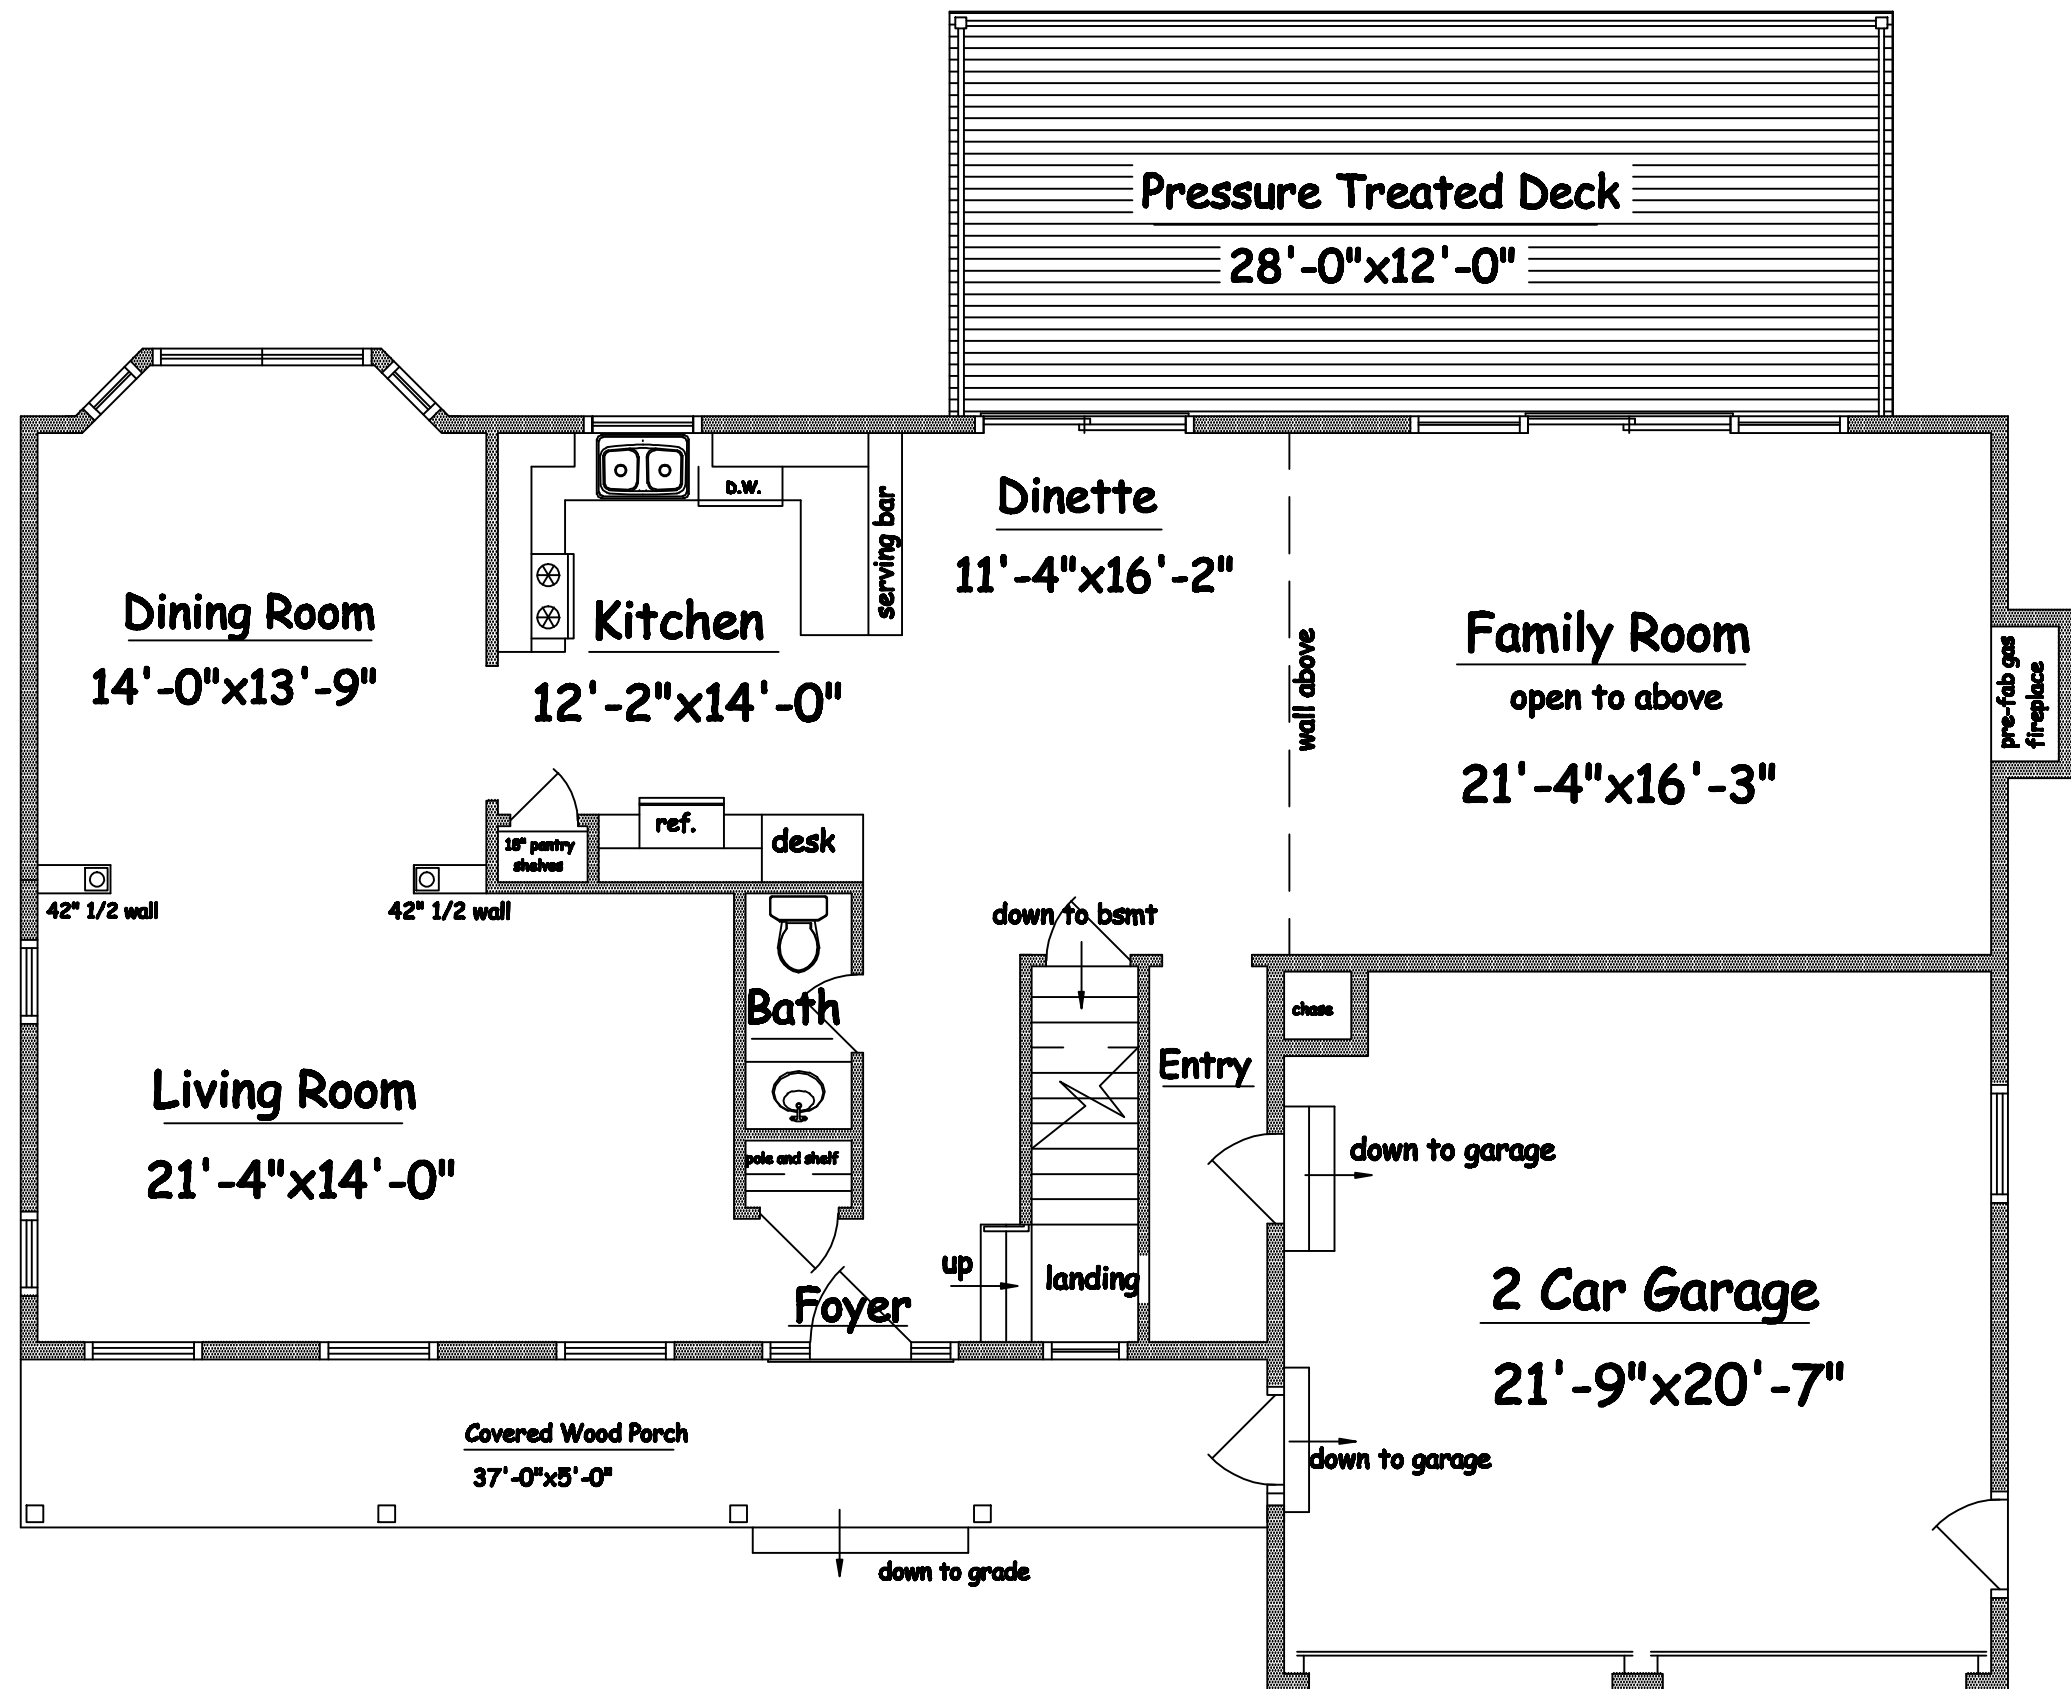 Pressure Treated Deck
28'-0"x12'-0"
Dinette
11'-4"x16'-2"
D.W.
serving bar
Dining Room
14'-0"x13'-9"
Kitchen
12'-2"x14'-0"
wall above
Family Room
open to above
21'-4"x16'-3"
pre-fab gas
fireplace
18" pantry
shelves
ref.
desk
42" 1/2 wall
42" 1/2 wall
down to bsmt
Bath
chase
Entry
Living Room
21'-4"x14'-0"
pole and shelf
down to garage
up
landing
Foyer
2 Car Garage
21'-9"x20'-7"
Covered Wood Porch
37'-0"x5'-0"
down to garage
down to grade